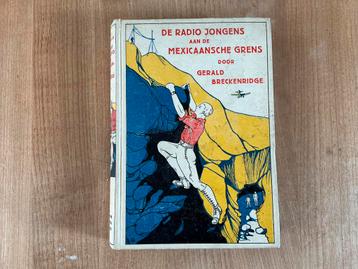 DE RADIO JONGENS
AAN DE
MEXICAANSCHE GRENS
DOOR
GERALD
BRECKENRIDGE